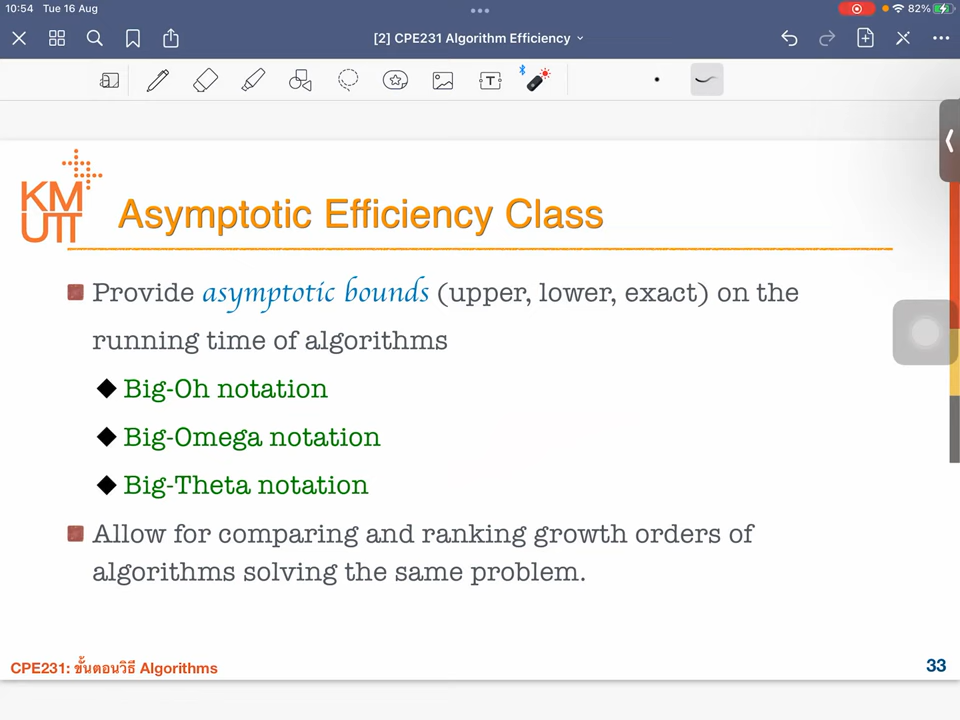 10:54 Tue 16 Aug
82%
[2] CPE231 Algorithm Efficiency
T
KM
UTT
Asymptotic Efficiency Class
Provide asymptotic bounds (upper, lower, exact) on the
running time of algorithms
Big-Oh notation
Big-Omega notation
Big-Theta notation
Allow for comparing and ranking growth orders of
algorithms solving the same problem.
CPE231: ขั้นตอนวิธี Algorithms
33